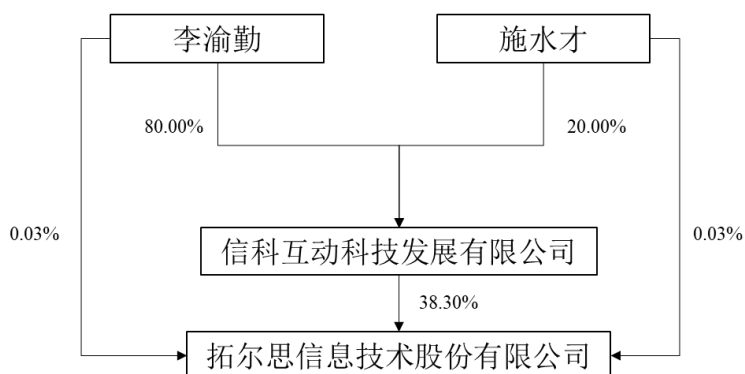 李渝勤
施水才
80.00%
20.00%
0.03%
0.03%
信科互动科技发展有限公司
38.30%
拓尔思信息技术股份有限公司